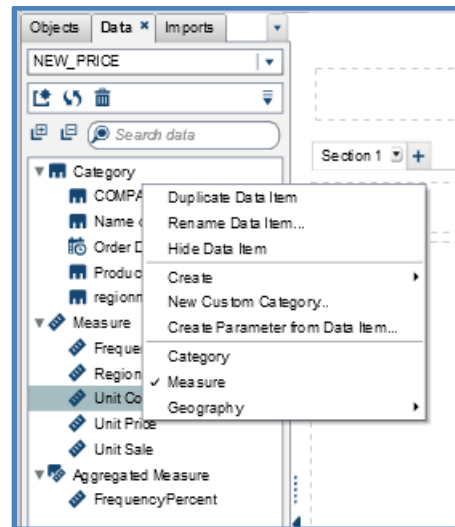 Objects Data Imports
NEW_PRICE
Search data
Section 1
Category
COMPA
Name
Order D
Produc
regionn
Measure
Freque
Region
Unit Co
Unit Price
Unit Sale
Aggregated Measure
FrequencyPercent
Duplicate Data Item
Rename Data Item...
Hide Data Item
Create
New Custom Category...
Create Parameter from Data Item...
Category
Measure
Geography